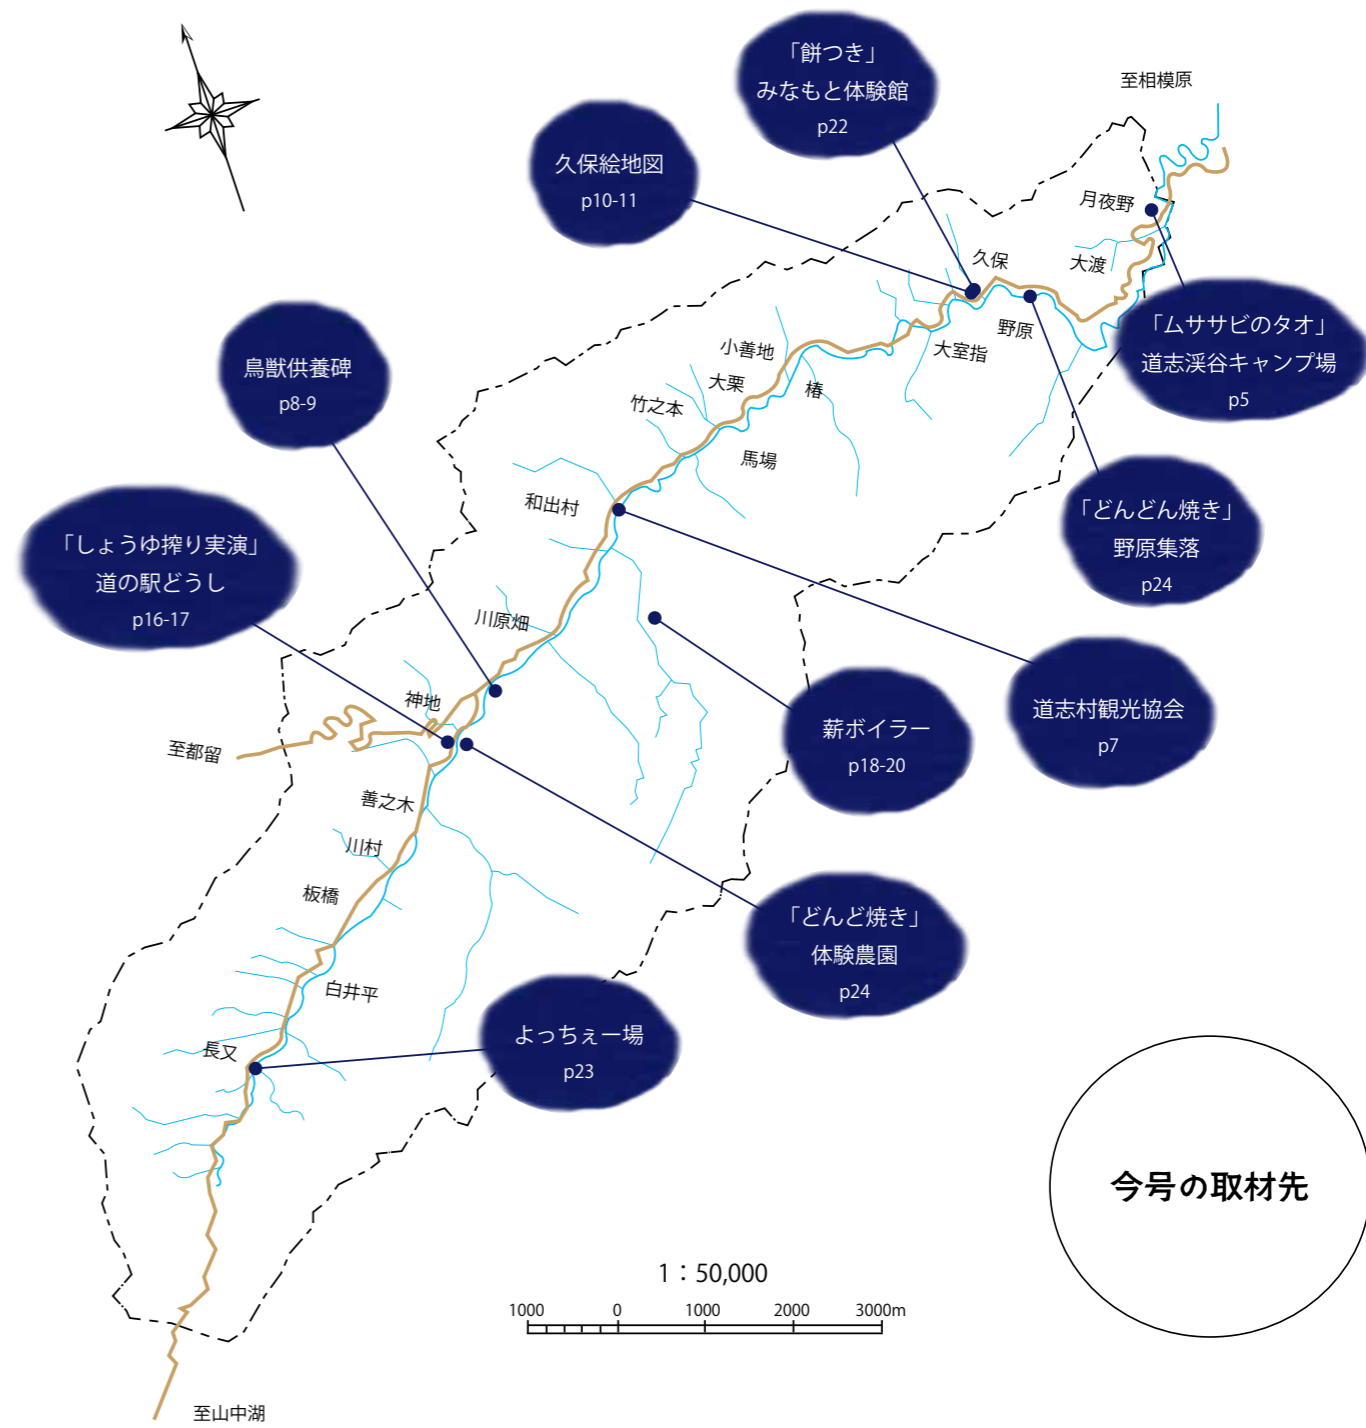 「餅つき」
みなもと体験館
p22
至相模原
久保絵地図
p10-11
月夜野
久保
大渡
「ムササビのタオ」
道志渓谷キャンプ場
p5
野原
大室指
小善地
鳥獣供養碑
p8-9
大栗
椿
竹之本
馬場
和出村
「どんどん焼き」
野原集落
p24
「しょうゆ搾り実演」
道の駅どうし
p16-17
川原畑
神地
道志村観光協会
p7
薪ボイラー
p18-20
至都留
善之木
川村
板橋
「どんど焼き」
体験農園
p24
白井平
よっちぇー場
p23
長又
今号の取材先
1：50,000
1000 0 1000 2000 3000m
至山中湖